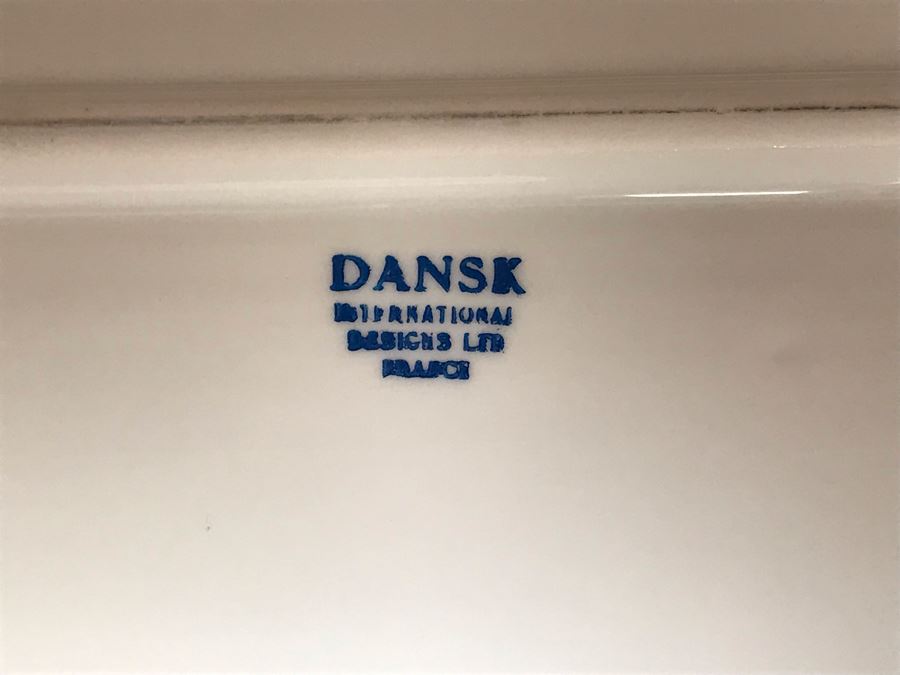 DANSK
INTERNATIONAL
DESIGNS LTD
FRANCE